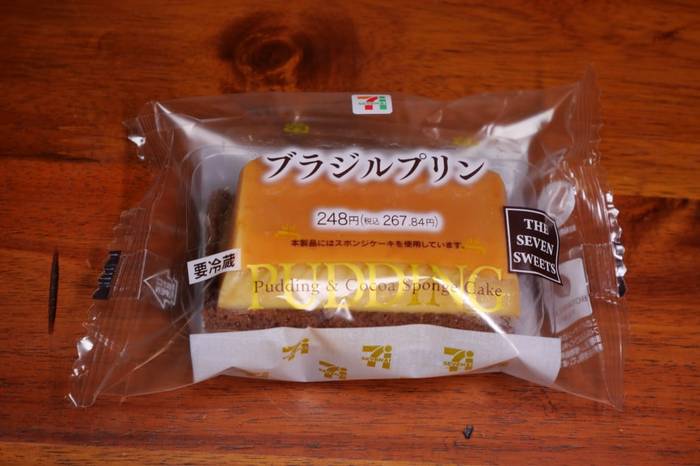 ブラジルプリン
248円(税込 267.84円)
本製品にはスポンジケーキを使用しています。
要冷蔵
THE
SEVEN
SWEETS
PUDDING
Pudding & Cocoa Sponge Cake